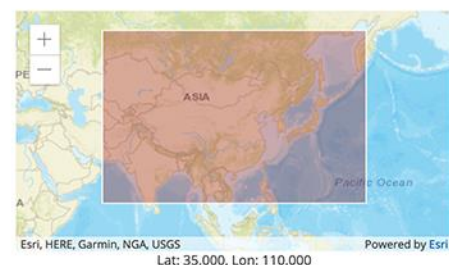 +
−
PE
ASIA
Pacific Ocean
A
Esri, HERE, Garmin, NGA, USGS
Powered by Esri
Lat: 35.000, Lon: 110.000